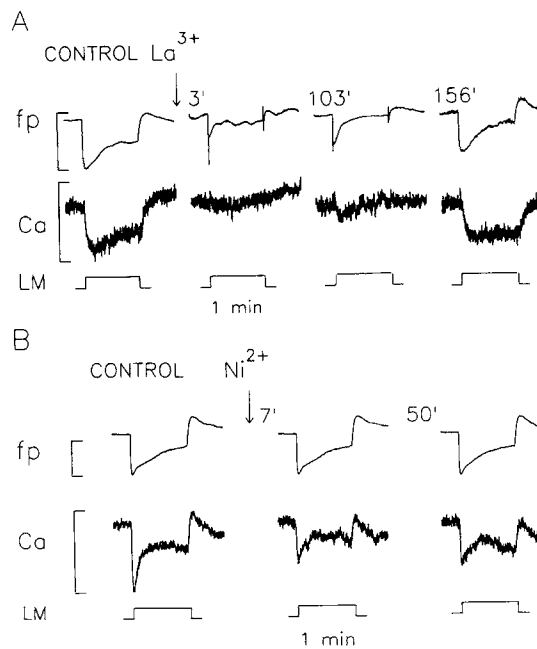 A
CONTROL La³⁺
3'
103'
156'
fp
Ca
LM
1 min
B
CONTROL Ni²⁺
7'
50'
fp
Ca
LM
1 min